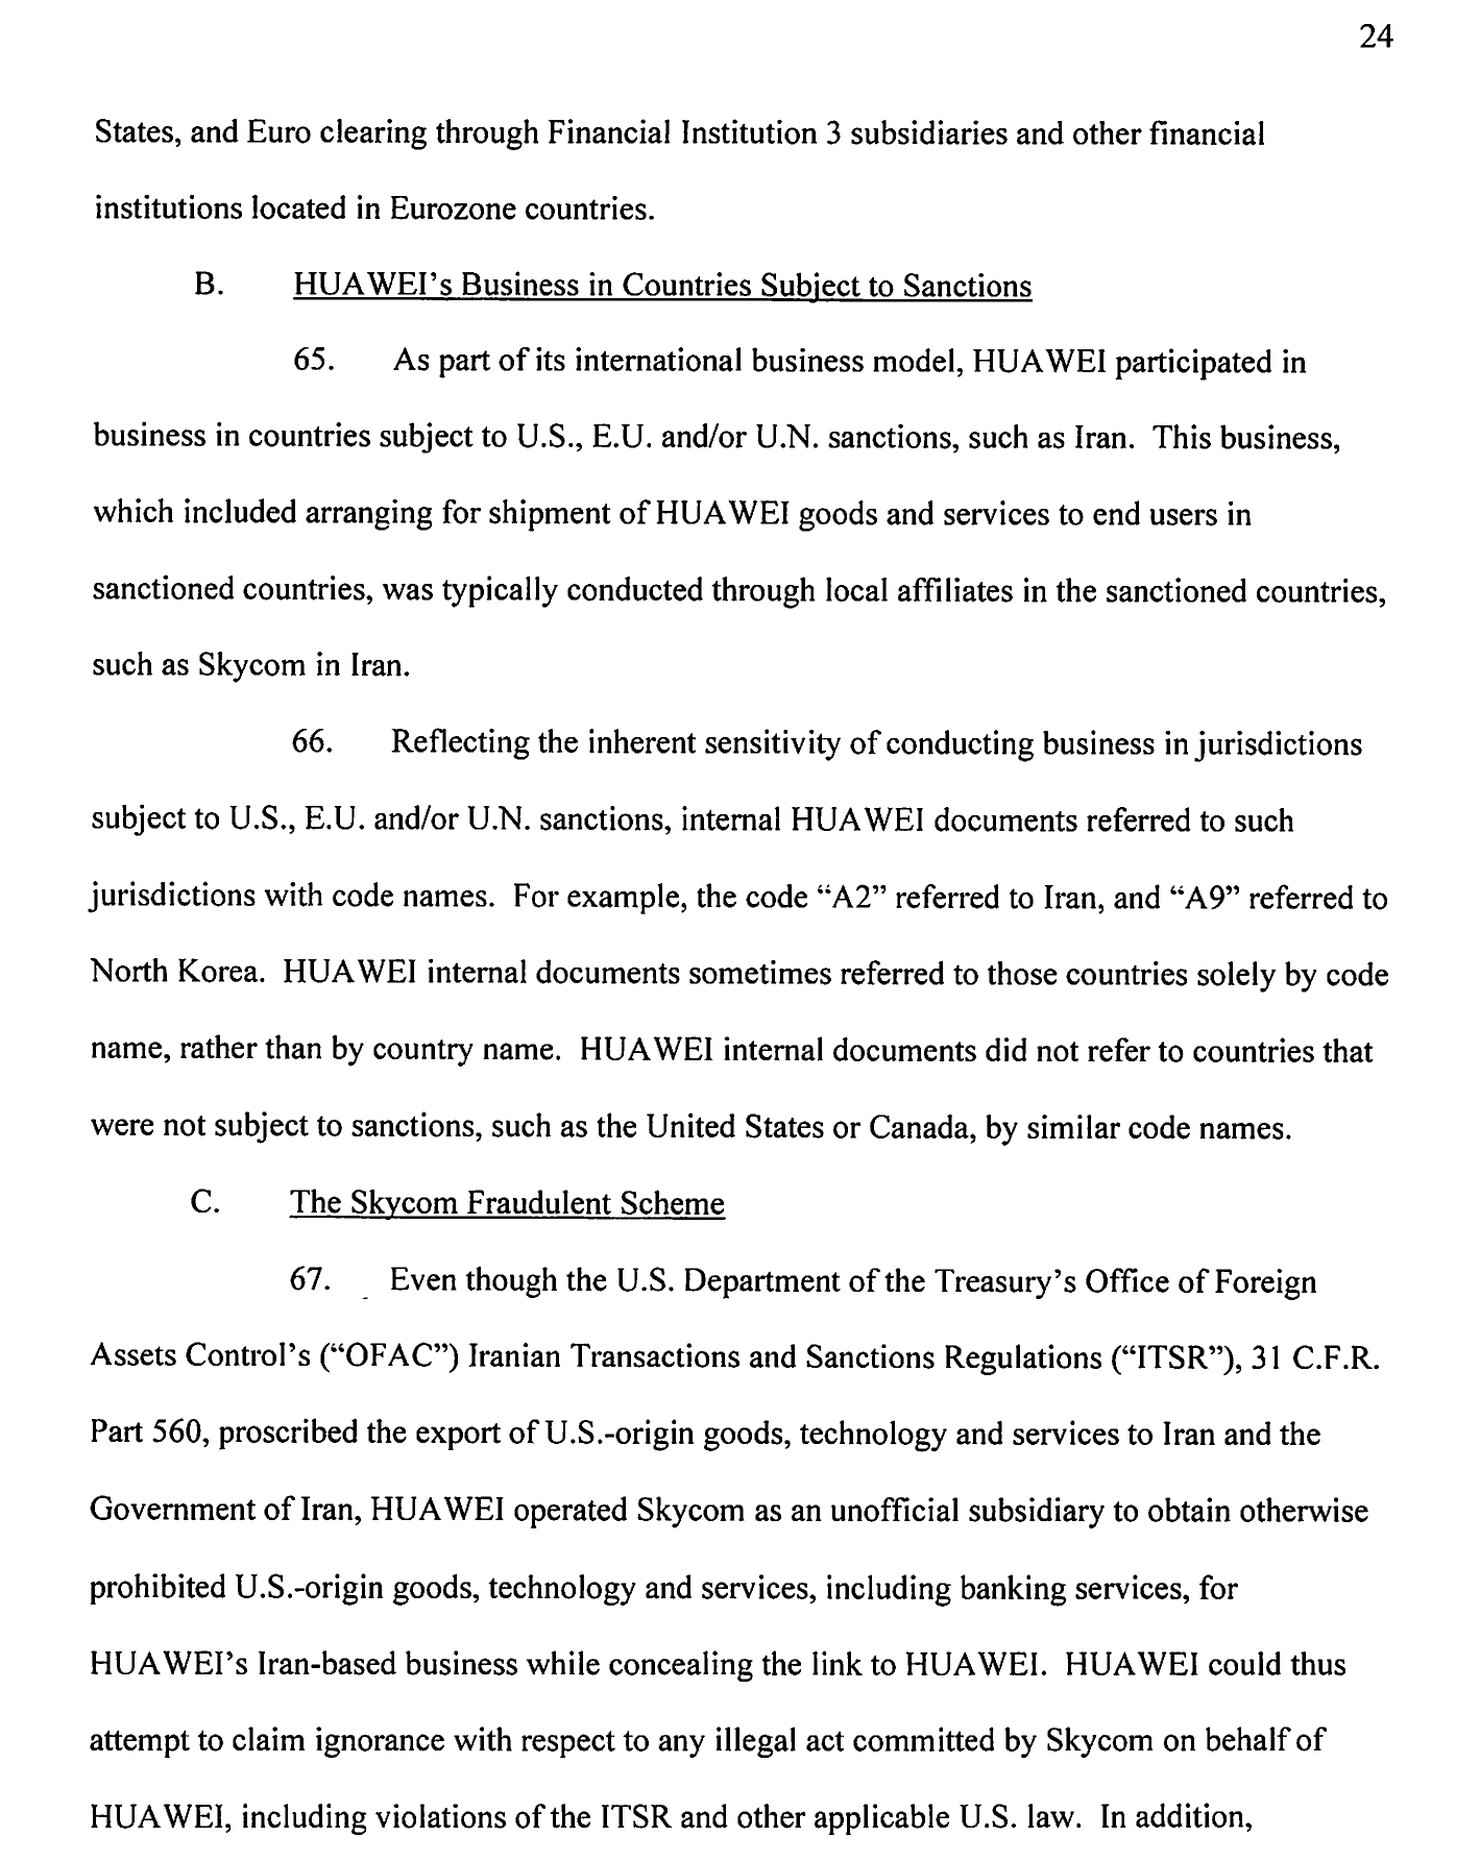 24
States, and Euro clearing through Financial Institution 3 subsidiaries and other financial
institutions located in Eurozone countries.
B. HUAWEI's Business in Countries Subject to Sanctions
65. As part of its international business model, HUAWEI participated in
business in countries subject to U.S., E.U. and/or U.N. sanctions, such as Iran. This business,
which included arranging for shipment of HUAWEI goods and services to end users in
sanctioned countries, was typically conducted through local affiliates in the sanctioned countries,
such as Skycom in Iran.
66. Reflecting the inherent sensitivity of conducting business in jurisdictions
subject to U.S., E.U. and/or U.N. sanctions, internal HUAWEI documents referred to such
jurisdictions with code names. For example, the code “A2” referred to Iran, and “A9” referred to
North Korea. HUAWEI internal documents sometimes referred to those countries solely by code
name, rather than by country name. HUAWEI internal documents did not refer to countries that
were not subject to sanctions, such as the United States or Canada, by similar code names.
C. The Skycom Fraudulent Scheme
67. Even though the U.S. Department of the Treasury's Office of Foreign
Assets Control's (“OFAC”) Iranian Transactions and Sanctions Regulations (“ITSR”), 31 C.F.R.
Part 560, proscribed the export of U.S.-origin goods, technology and services to Iran and the
Government of Iran, HUAWEI operated Skycom as an unofficial subsidiary to obtain otherwise
prohibited U.S.-origin goods, technology and services, including banking services, for
HUAWEI's Iran-based business while concealing the link to HUAWEI. HUAWEI could thus
attempt to claim ignorance with respect to any illegal act committed by Skycom on behalf of
HUAWEI, including violations of the ITSR and other applicable U.S. law. In addition,